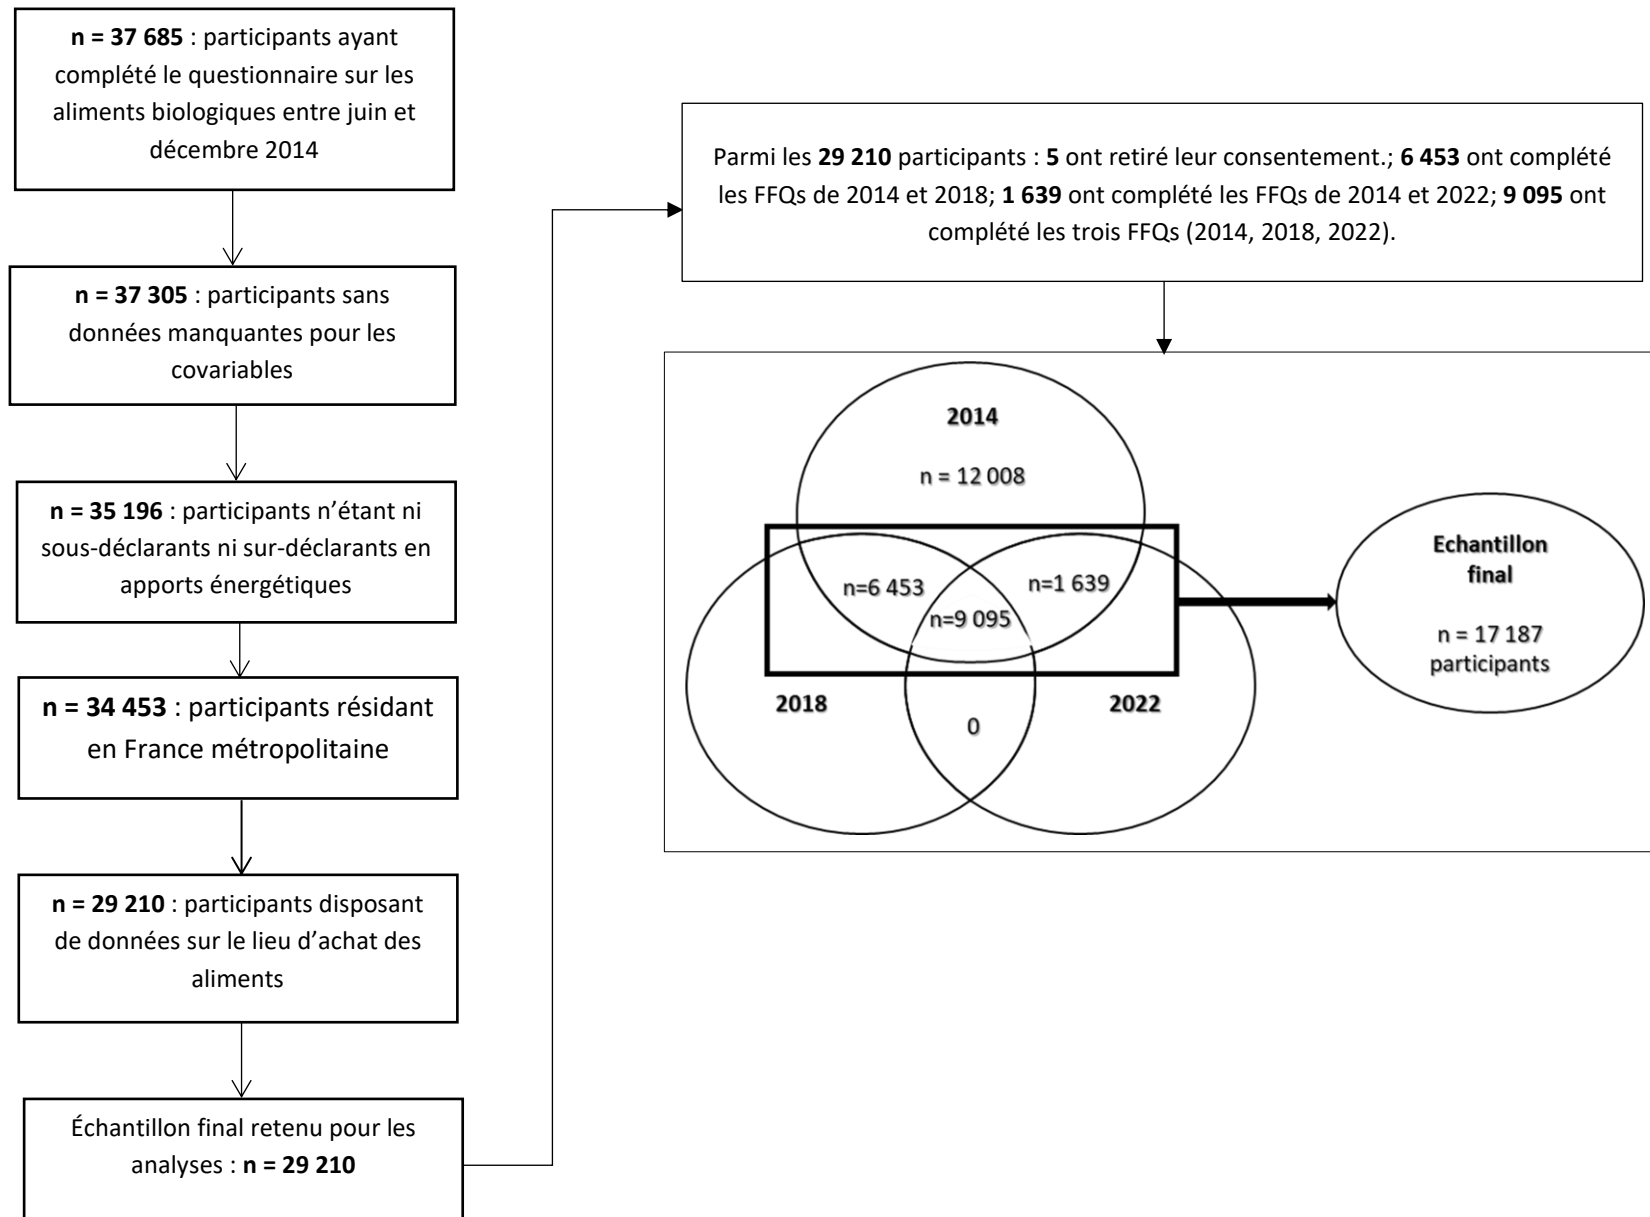 n = 37 685 : participants ayant
complété le questionnaire sur les
aliments biologiques entre juin et
décembre 2014
n = 37 305 : participants sans
données manquantes pour les
covariables
n = 35 196 : participants n’étant ni
sous-déclarants ni sur-déclarants en
apports énergétiques
n = 34 453 : participants résidant
en France métropolitaine
n = 29 210 : participants disposant
de données sur le lieu d’achat des
aliments
Échantillon final retenu pour les
analyses : n = 29 210
Parmi les 29 210 participants : 5 ont retiré leur consentement.; 6 453 ont complété
les FFQs de 2014 et 2018; 1 639 ont complété les FFQs de 2014 et 2022; 9 095 ont
complété les trois FFQs (2014, 2018, 2022).
2014
n = 12 008
n=6 453
n=1 639
n=9 095
2018
2022
0
Echantillon
final
n = 17 187
participants